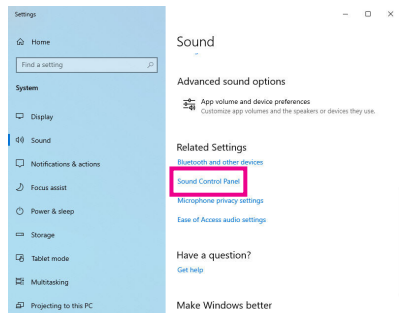 Settings
Home
Find a setting
System
Display
Sound
Notifications & actions
Focus assist
Power & sleep
Storage
Tablet mode
Multitasking
Projecting to this PC
Sound
Advanced sound options
App volume and device preferences
Customize app volumes and the speakers or devices they use.
Related Settings
Bluetooth and other devices
Sound Control Panel
Microphone privacy settings
Ease of Access audio settings
Have a question?
Get help
Make Windows better